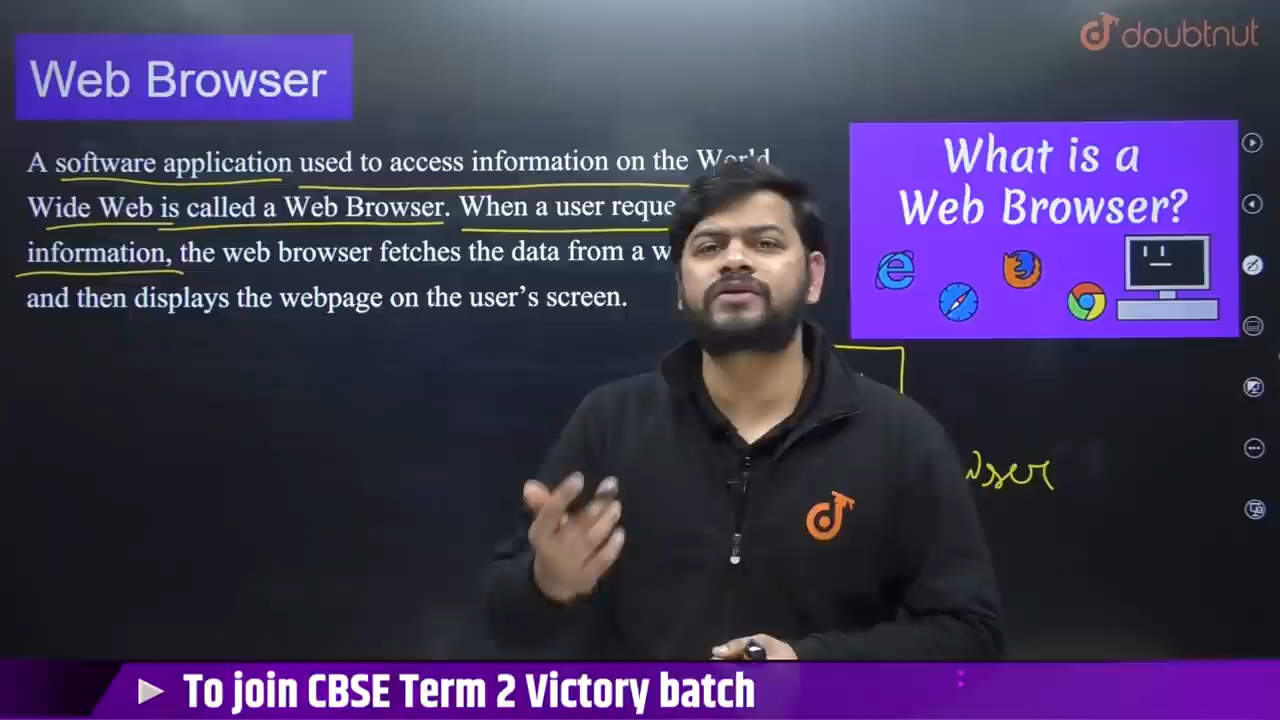 doubtnut
Web Browser
A software application used to access information on the World
Wide Web is called a Web Browser. When a user
information, the web browser fetches the data from a
and then displays the webpage on the user's screen.
What is a
Web Browser?
User
To join CBSE Term 2 Victory batch